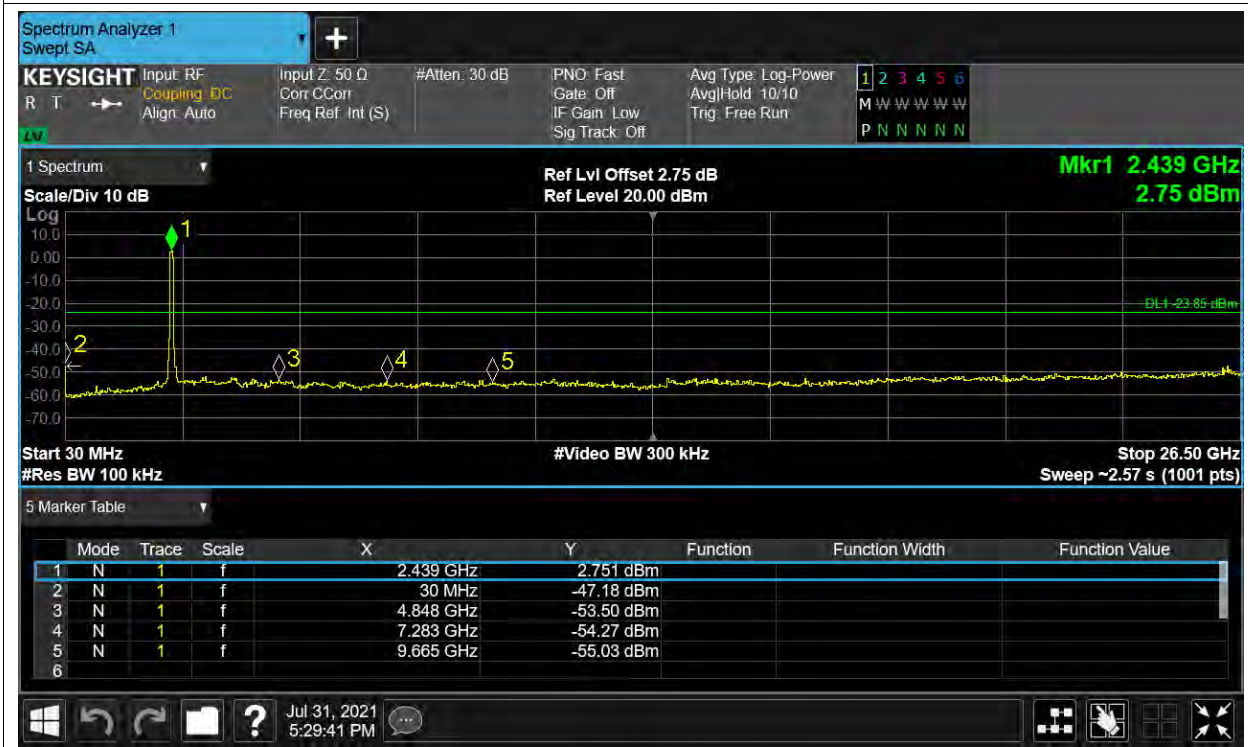 Spectrum Analyzer 1
Swept SA
+
KEYSIGHT Input: RF Input Z: 50 Ω #Atten: 30 dB PNO: Fast Avg Type: Log-Power 1 2 3 4 5 6
R T Coupling: DC Corr CCorr Gate: Off Avg|Hold: 10/10 M W W W W W
Align: Auto Freq Ref: Int (S) IF Gain: Low Trig: Free Run P N N N N N
Sig Track: Off
1 Spectrum
Ref Lvl Offset 2.75 dB Mkr1 2.439 GHz
Scale/Div 10 dB Ref Level 20.00 dBm 2.75 dBm
Log
10.0
1
0.00
-10.0
-20.0
DL1 -23.85 dBm
-30.0
-40.0
2
3 4 5
-50.0
-60.0
-70.0
Start 30 MHz #Video BW 300 kHz Stop 26.50 GHz
#Res BW 100 kHz Sweep ~2.57 s (1001 pts)
5 Marker Table
Mode Trace Scale X Y Function Function Width Function Value
1 N 1 f 2.439 GHz 2.751 dBm
2 N 1 f 30 MHz -47.18 dBm
3 N 1 f 4.848 GHz -53.50 dBm
4 N 1 f 7.283 GHz -54.27 dBm
5 N 1 f 9.665 GHz -55.03 dBm
6
? Jul 31, 2021
5:29:41 PM